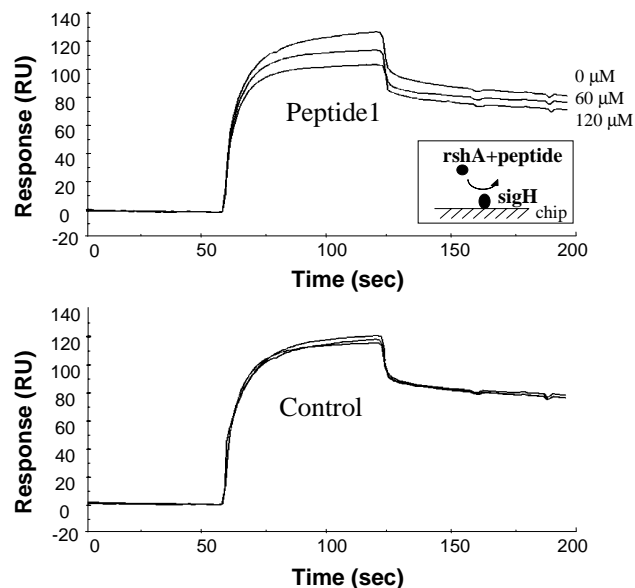 140
120
100
80
60
40
20
0
-20
Response (RU)
Peptide1
0 μM
60 μM
120 μM
rshA+peptide
sigH
chip
0
50
100
150
200
Time (sec)
140
120
100
80
60
40
20
0
-20
Response (RU)
Control
0
50
100
150
200
Time (sec)